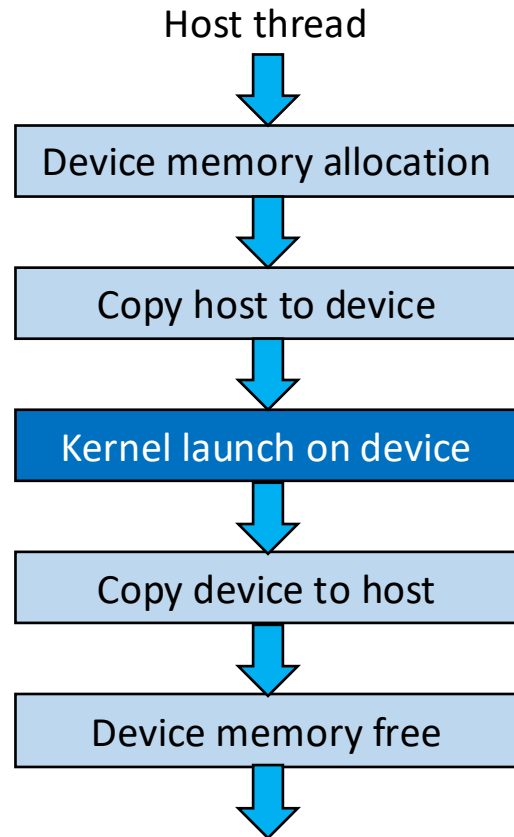 Host thread
Device memory allocation
Copy host to device
Kernel launch on device
Copy device to host
Device memory free